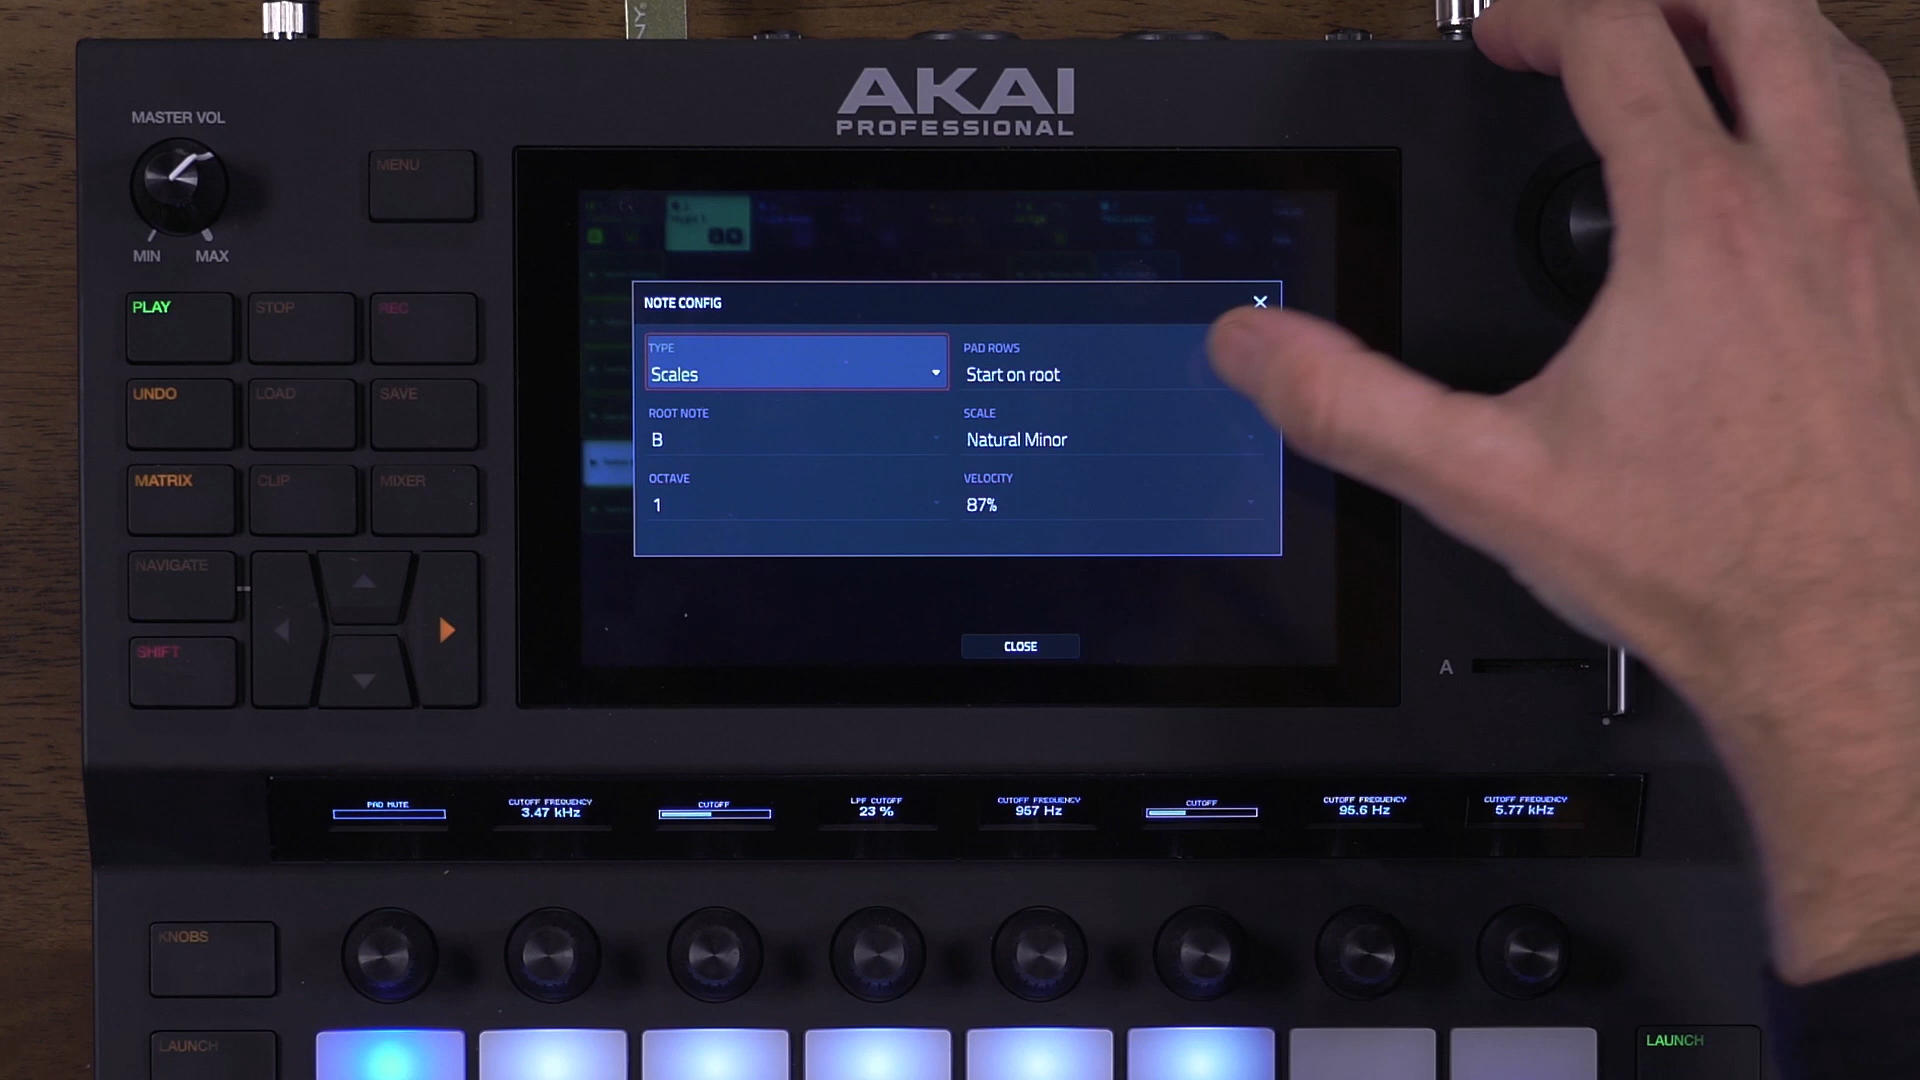 AKAI
PROFESSIONAL
MASTER VOL
MIN MAX
MENU
PLAY STOP REC
UNDO LOAD SAVE
MATRIX CLIP MIXER
NAVIGATE
SHIFT
NOTE CONFIG
TYPE
Scales
PAD ROWS
Start on root
ROOT NOTE
B
SCALE
Natural Minor
OCTAVE
1
VELOCITY
87%
CLOSE
A
PAD MUTE
CUTOFF FREQUENCY
3.47 kHz
CUTOFF
LPF CUTOFF
23 %
CUTOFF FREQUENCY
957 Hz
CUTOFF
CUTOFF FREQUENCY
95.6 Hz
CUTOFF FREQUENCY
5.77 kHz
KNOBS
LAUNCH
LAUNCH